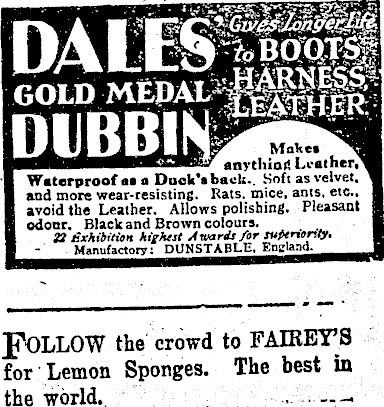 DALES'
GOLD MEDAL
DUBBIN
Gives Longer Life
to BOOTS,
HARNESS,
LEATHER.
Makes
anything Leather,
Waterproof as a Duck's back. Soft as velvet,
and more wear-resisting. Rats, mice, ants, etc.,
avoid the Leather. Allows polishing. Pleasant
odour. Black and Brown colours.
22 Exhibition highest Awards for superiority.
Manufactory: DUNSTABLE, England.
FOLLOW the crowd to FAIREY'S
for Lemon Sponges. The best in
the world.